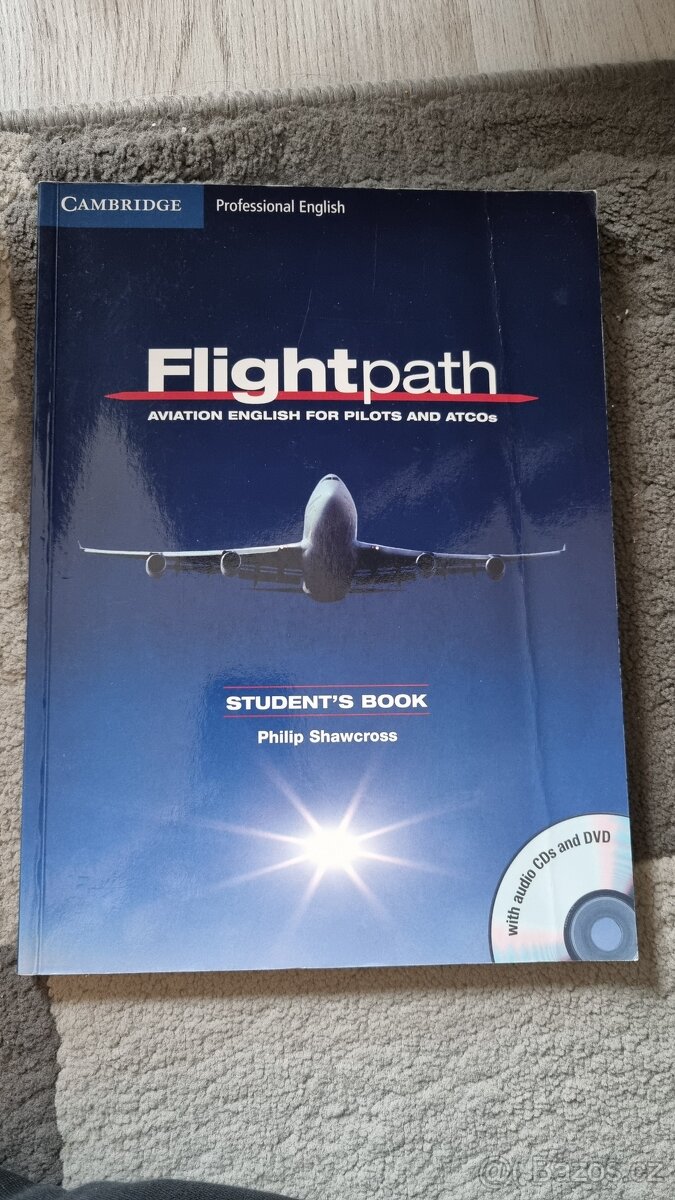 CAMBRIDGE
Professional English
Flightpath
AVIATION ENGLISH FOR PILOTS AND ATCOs
STUDENT'S BOOK
Philip Shawcross
with audio CDs and DVD
Bazos.cz